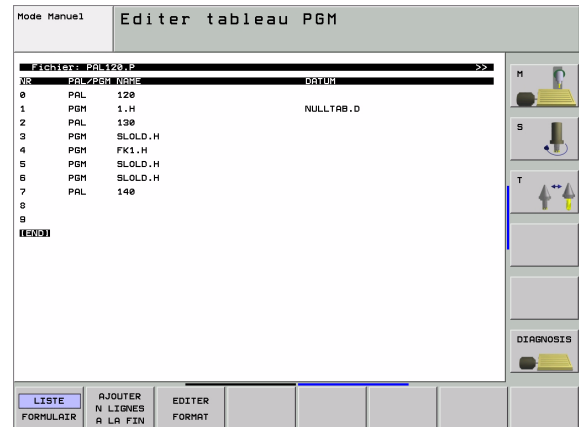 Mode Manuel
Editer tableau PGM
Fichier: PAL120.P >>
NR PAL/PGM NAME DATUM
0 PAL 120
1 PGM 1.H NULLTAB.D
2 PAL 130
3 PGM SLOLD.H
4 PGM FK1.H
5 PGM SLOLD.H
6 PGM SLOLD.H
7 PAL 140
8
9
[END]
M
S
T
DIAGNOSIS
LISTE
FORMULAIR
AJOUTER
N LIGNES
A LA FIN
EDITER
FORMAT